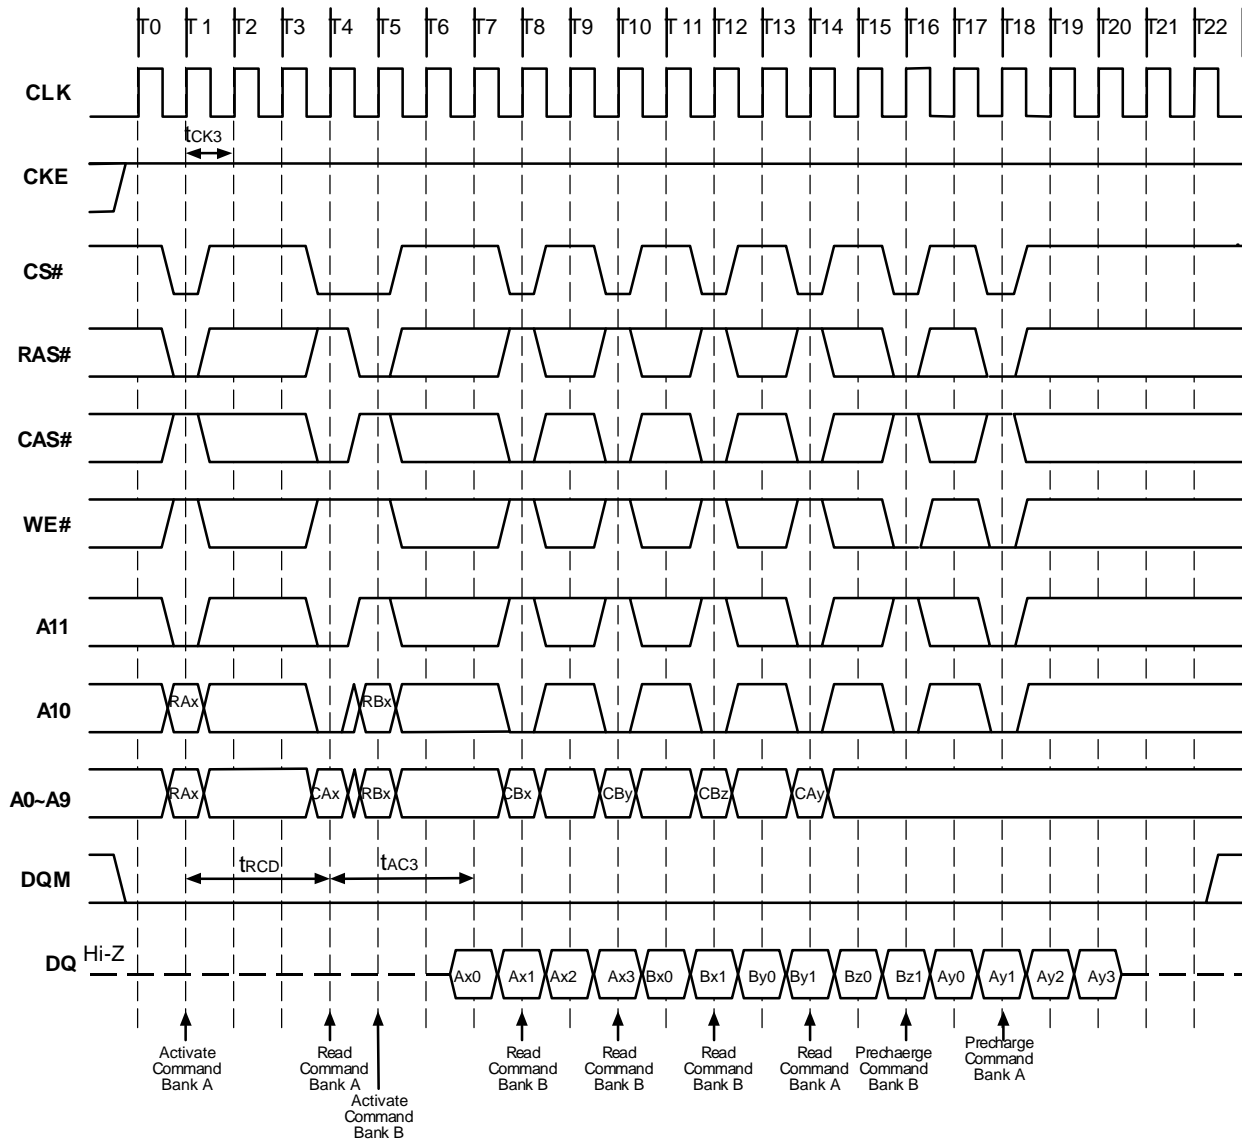 T0 T1 T2 T3 T4 T5 T6 T7 T8 T9 T10 T11 T12 T13 T14 T15 T16 T17 T18 T19 T20 T21 T22
CLK
tCK3
CKE
CS#
RAS#
CAS#
WE#
A11
A10 RAx RBx
A0~A9 RAx CAx RBx CBx CBy CBz CAy
DQM tRCD tAC3
DQ Hi-Z Ax0 Ax1 Ax2 Ax3 Bx0 Bx1 By0 By1 Bz0 Bz1 Ay0 Ay1 Ay2 Ay3
Activate
Command
Bank A
Read
Command
Bank A
Activate
Command
Bank B
Read
Command
Bank B
Read
Command
Bank B
Read
Command
Bank B
Read
Command
Bank A
Prechaerge
Command
Bank B
Precharge
Command
Bank A